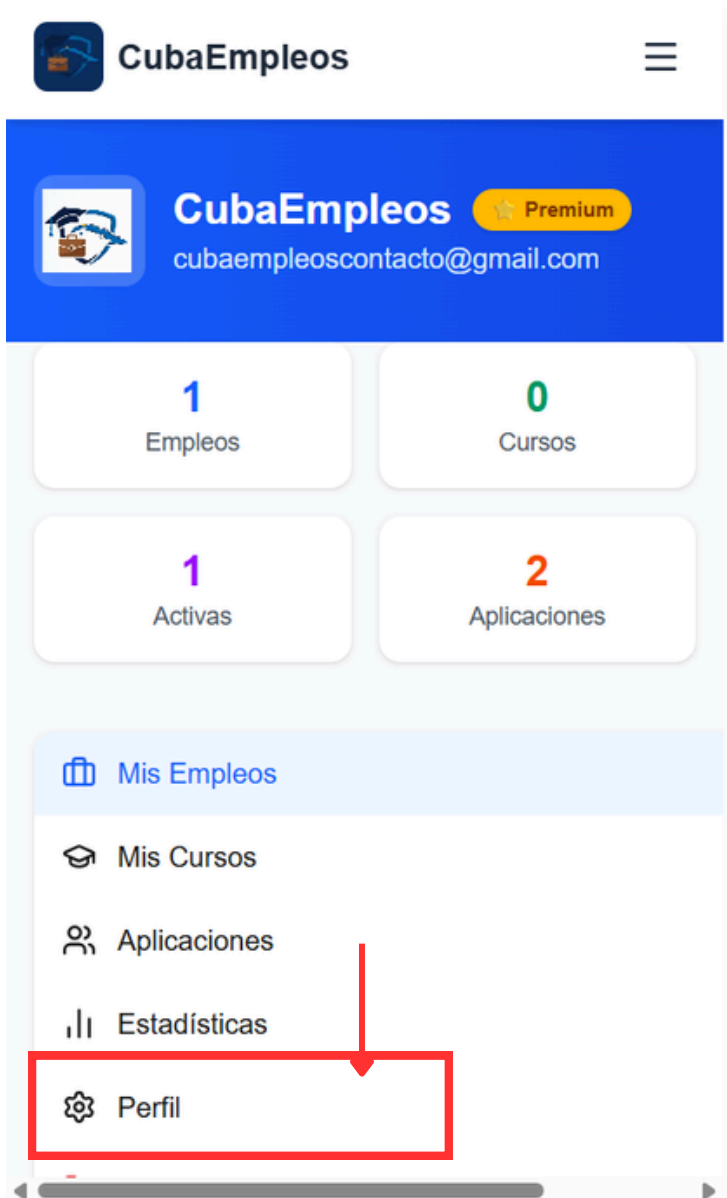 CubaEmpleos
CubaEmpleos
Premium
cubaempleoscontacto@gmail.com
1
Empleos
0
Cursos
1
Activas
2
Aplicaciones
Mis Empleos
Mis Cursos
Aplicaciones
Estadísticas
Perfil